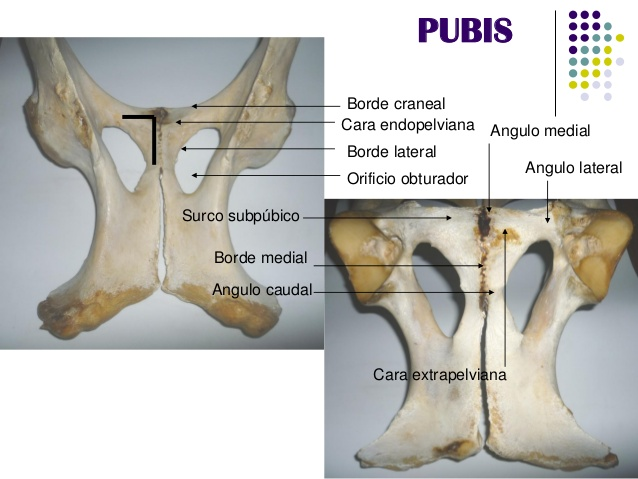 PUBIS
Borde craneal
Cara endopelviana
Angulo medial
Borde lateral
Angulo lateral
Orificio obturador
Surco subpúbico
Borde medial
Angulo caudal
Cara extrapelviana